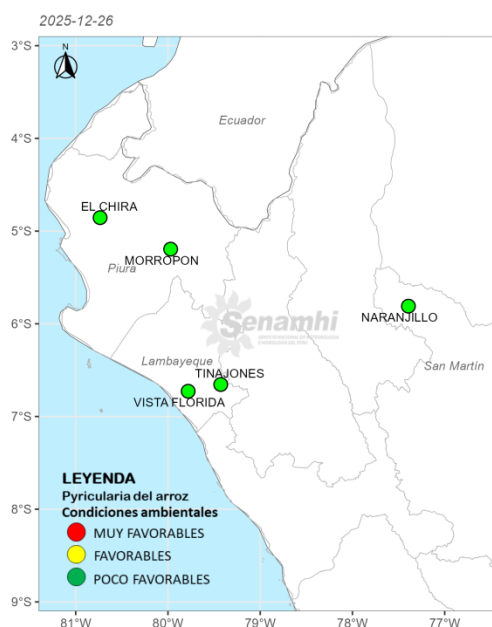 2025-12-26
3°S
N
Ecuador
4°S
EL CHIRA
5°S
MORROPON
Piura
NARANJILLO
6°S
Senamhi
Lambayeque
TINAJONES
San Martín
VISTA FLORIDA
7°S
LEYENDA
Pyricularia del arroz
Condiciones ambientales
MUY FAVORABLES
FAVORABLES
POCO FAVORABLES
8°S
9°S
81°W 80°W 79°W 78°W 77°W